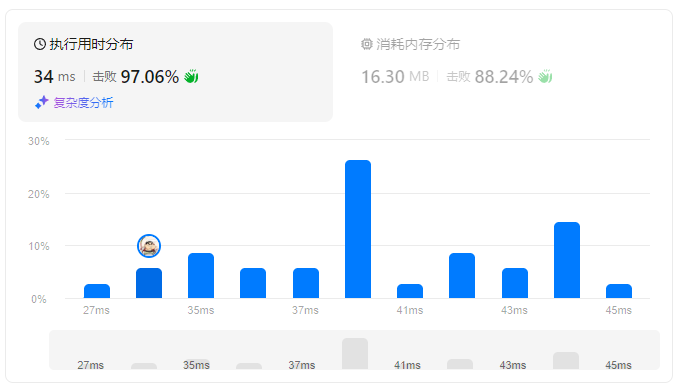 执行用时分布
34 ms 击败 97.06%
复杂度分析
消耗内存分布
16.30 MB 击败 88.24%
30%
20%
10%
0%
27ms 35ms 37ms 41ms 43ms 45ms
27ms 35ms 37ms 41ms 43ms 45ms